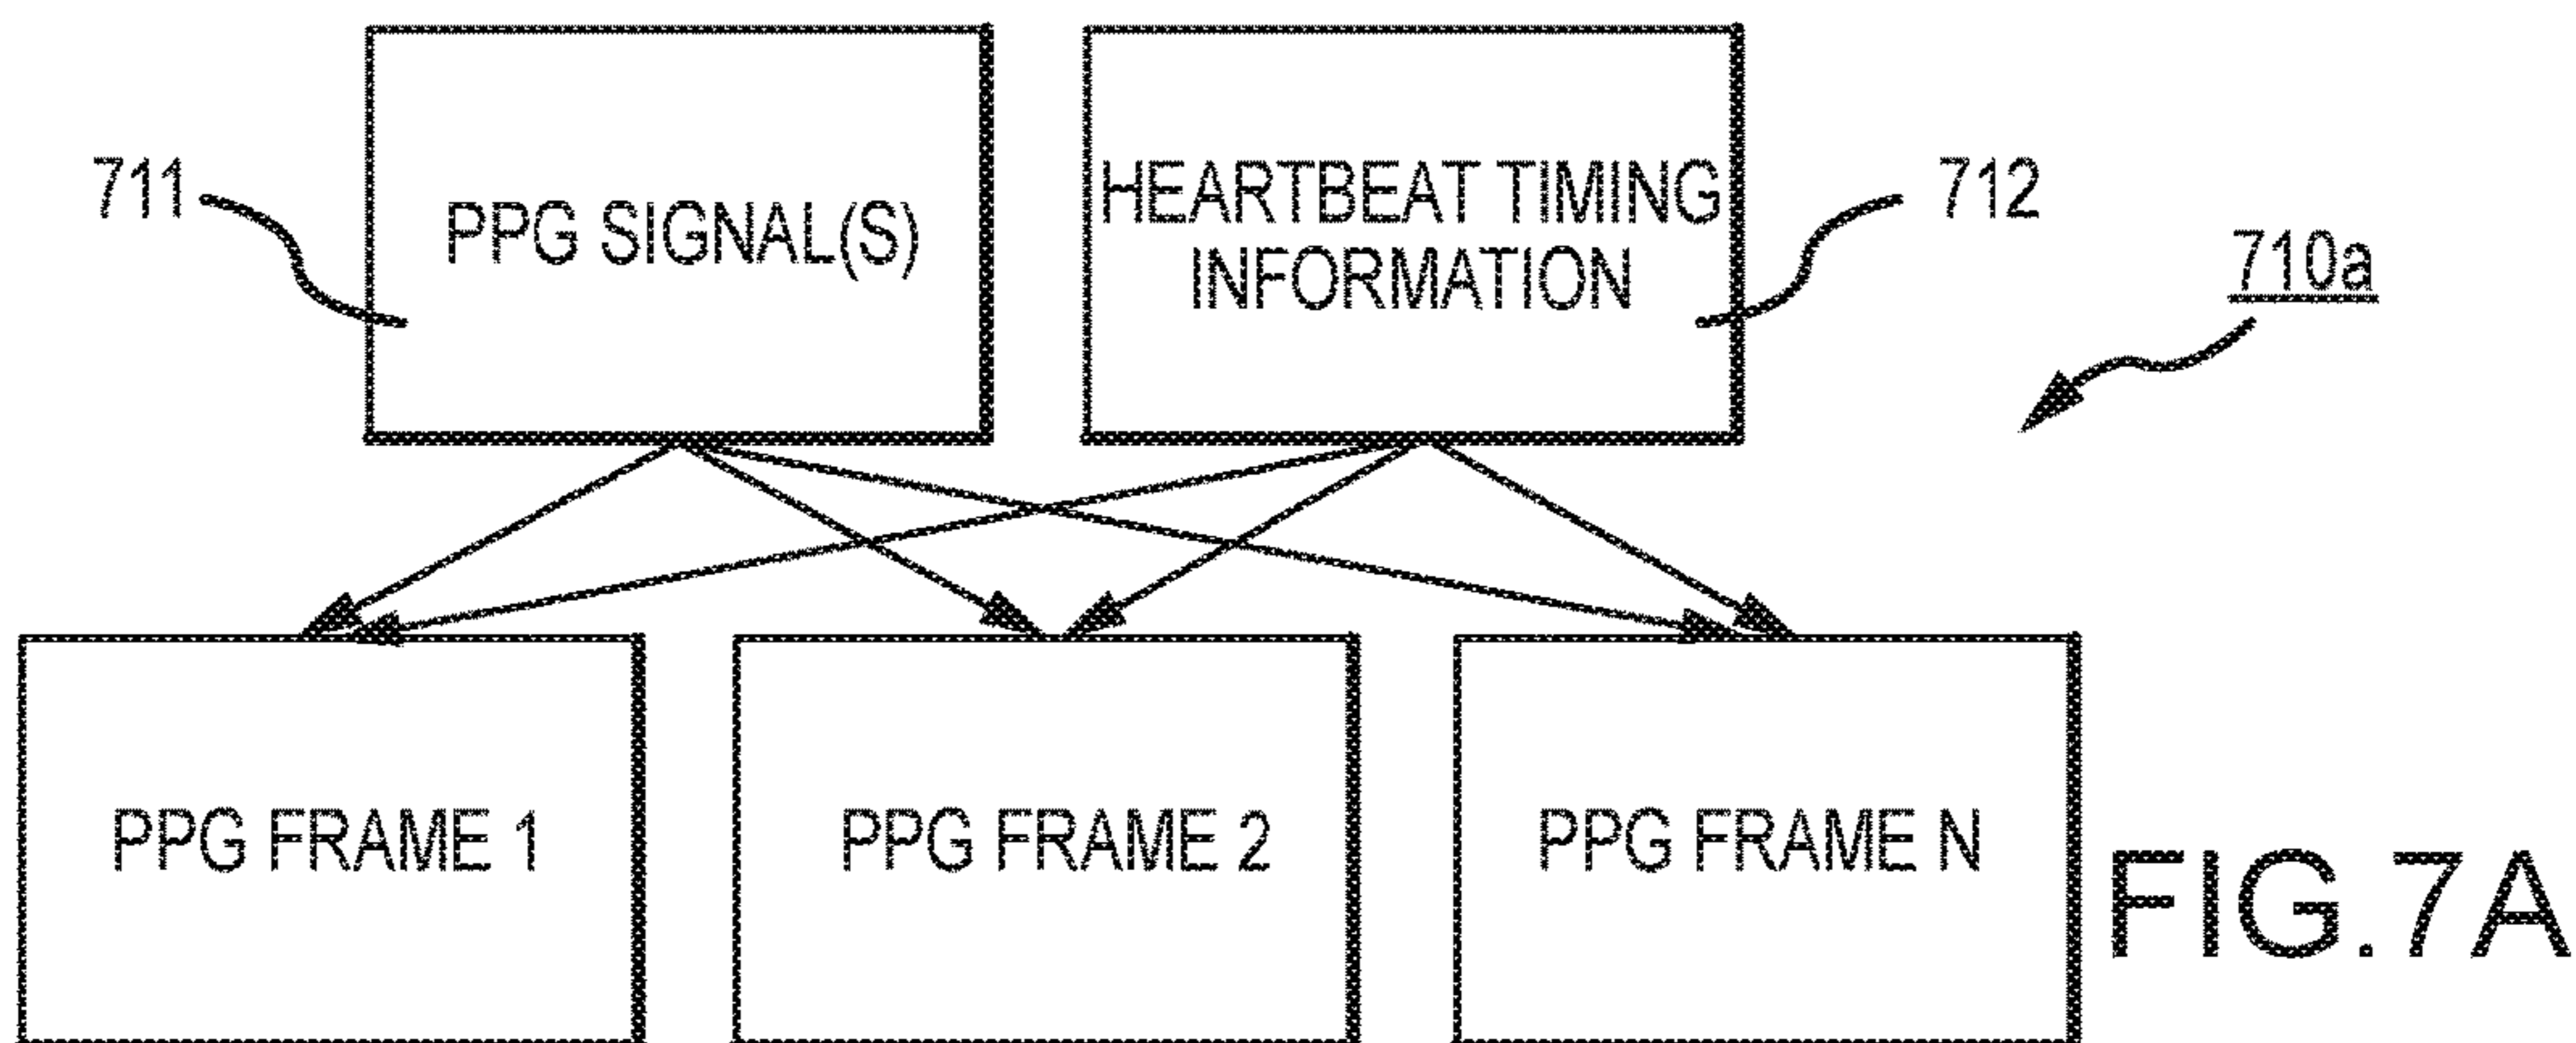 711
PPG SIGNAL(S)
HEARTBEAT TIMING
INFORMATION
712
710a
PPG FRAME 1
PPG FRAME 2
PPG FRAME N
FIG.7A